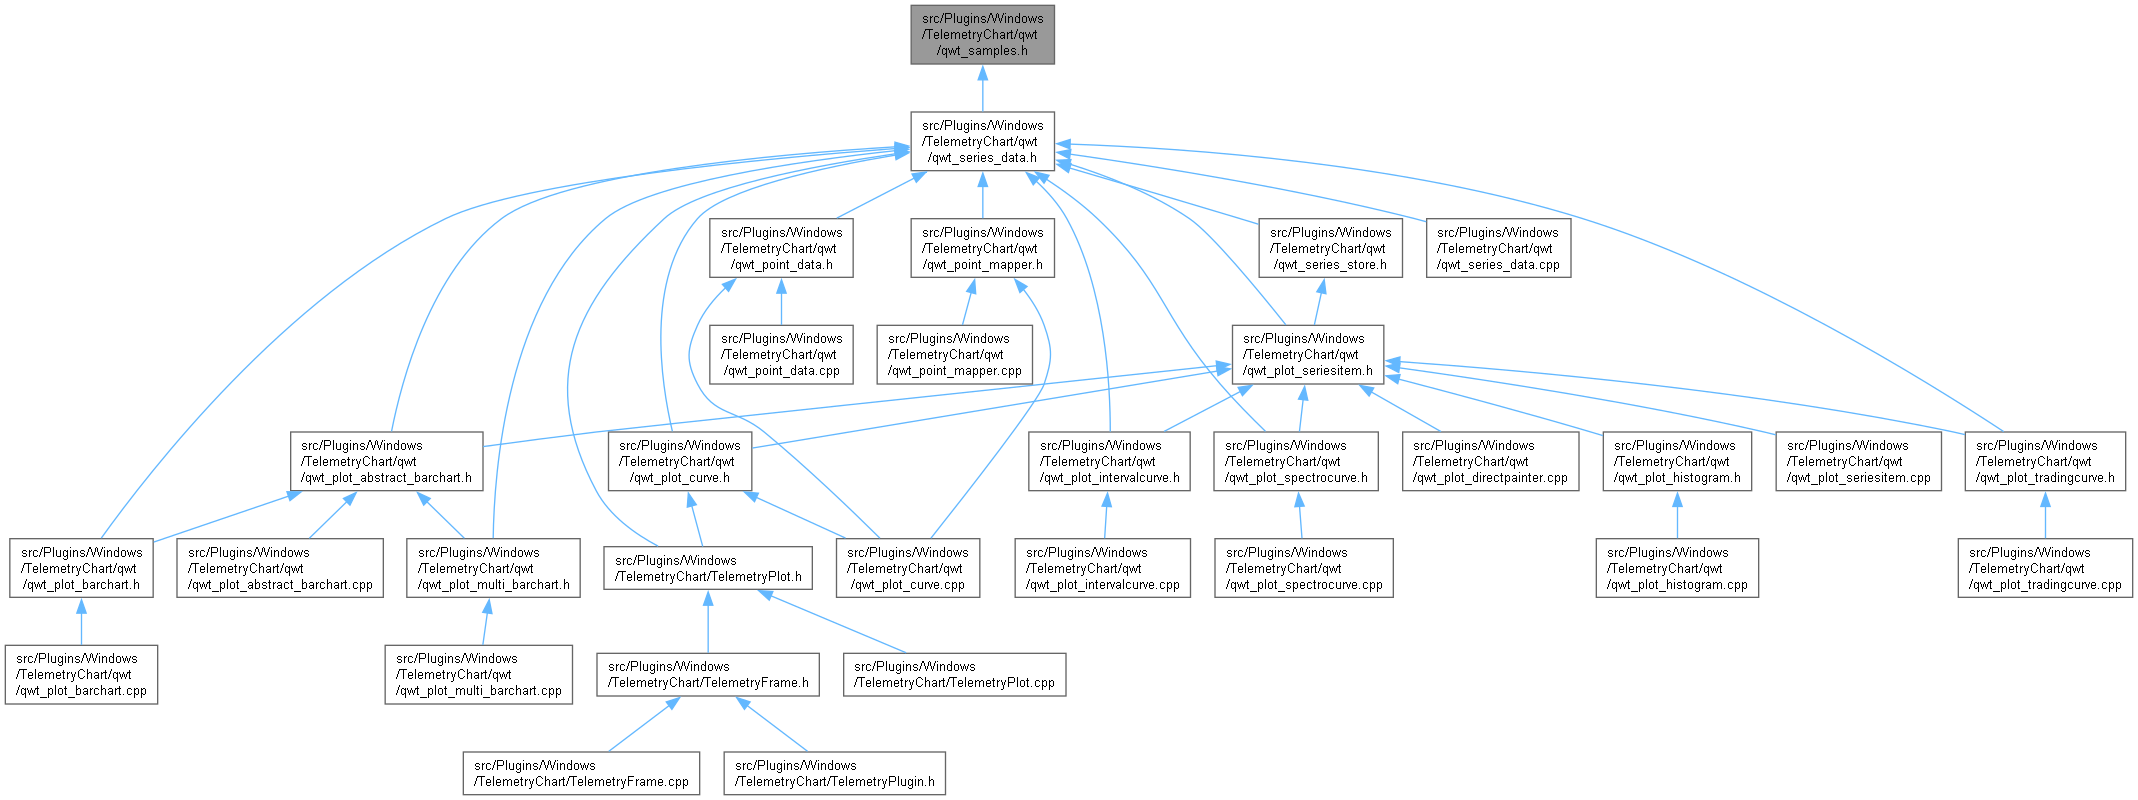 src/Plugins/Windows
/TelemetryChart/qwt
/qwt_samples.h
src/Plugins/Windows
/TelemetryChart/qwt
/qwt_series_data.h
src/Plugins/Windows
/TelemetryChart/qwt
/qwt_point_data.h
src/Plugins/Windows
/TelemetryChart/qwt
/qwt_point_mapper.h
src/Plugins/Windows
/TelemetryChart/qwt
/qwt_series_store.h
src/Plugins/Windows
/TelemetryChart/qwt
/qwt_series_data.cpp
src/Plugins/Windows
/TelemetryChart/qwt
/qwt_point_data.cpp
src/Plugins/Windows
/TelemetryChart/qwt
/qwt_point_mapper.cpp
src/Plugins/Windows
/TelemetryChart/qwt
/qwt_plot_seriesitem.h
src/Plugins/Windows
/TelemetryChart/qwt
/qwt_plot_abstract_barchart.h
src/Plugins/Windows
/TelemetryChart/qwt
/qwt_plot_curve.h
src/Plugins/Windows
/TelemetryChart/qwt
/qwt_plot_intervalcurve.h
src/Plugins/Windows
/TelemetryChart/qwt
/qwt_plot_spectrocurve.h
src/Plugins/Windows
/TelemetryChart/qwt
/qwt_plot_directpainter.cpp
src/Plugins/Windows
/TelemetryChart/qwt
/qwt_plot_histogram.h
src/Plugins/Windows
/TelemetryChart/qwt
/qwt_plot_seriesitem.cpp
src/Plugins/Windows
/TelemetryChart/qwt
/qwt_plot_tradingcurve.h
src/Plugins/Windows
/TelemetryChart/qwt
/qwt_plot_barchart.h
src/Plugins/Windows
/TelemetryChart/qwt
/qwt_plot_abstract_barchart.cpp
src/Plugins/Windows
/TelemetryChart/qwt
/qwt_plot_multi_barchart.h
src/Plugins/Windows
/TelemetryChart/TelemetryPlot.h
src/Plugins/Windows
/TelemetryChart/qwt
/qwt_plot_curve.cpp
src/Plugins/Windows
/TelemetryChart/qwt
/qwt_plot_intervalcurve.cpp
src/Plugins/Windows
/TelemetryChart/qwt
/qwt_plot_spectrocurve.cpp
src/Plugins/Windows
/TelemetryChart/qwt
/qwt_plot_histogram.cpp
src/Plugins/Windows
/TelemetryChart/qwt
/qwt_plot_tradingcurve.cpp
src/Plugins/Windows
/TelemetryChart/qwt
/qwt_plot_barchart.cpp
src/Plugins/Windows
/TelemetryChart/qwt
/qwt_plot_multi_barchart.cpp
src/Plugins/Windows
/TelemetryChart/TelemetryFrame.h
src/Plugins/Windows
/TelemetryChart/TelemetryPlot.cpp
src/Plugins/Windows
/TelemetryChart/TelemetryFrame.cpp
src/Plugins/Windows
/TelemetryChart/TelemetryPlugin.h